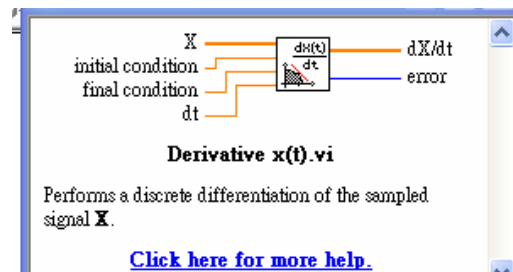 X
initial condition
final condition
dt
dX(t)
dt
dX/dt
error
Derivative x(t).vi
Performs a discrete differentiation of the sampled
signal X.
Click here for more help.